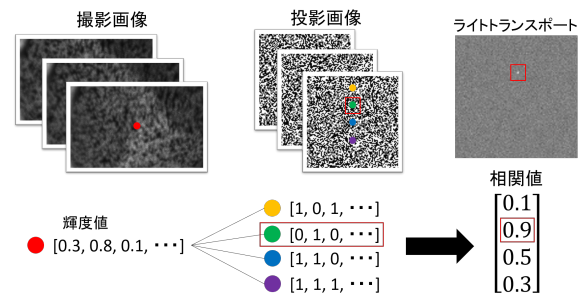 撮影画像
投影画像
ライトトランスポート
輝度値
[0.3, 0.8, 0.1, ･･･]
[1, 0, 1, ･･･]
[0, 1, 0, ･･･]
[1, 1, 0, ･･･]
[1, 1, 1, ･･･]
相関値
0.1
0.9
0.5
0.3